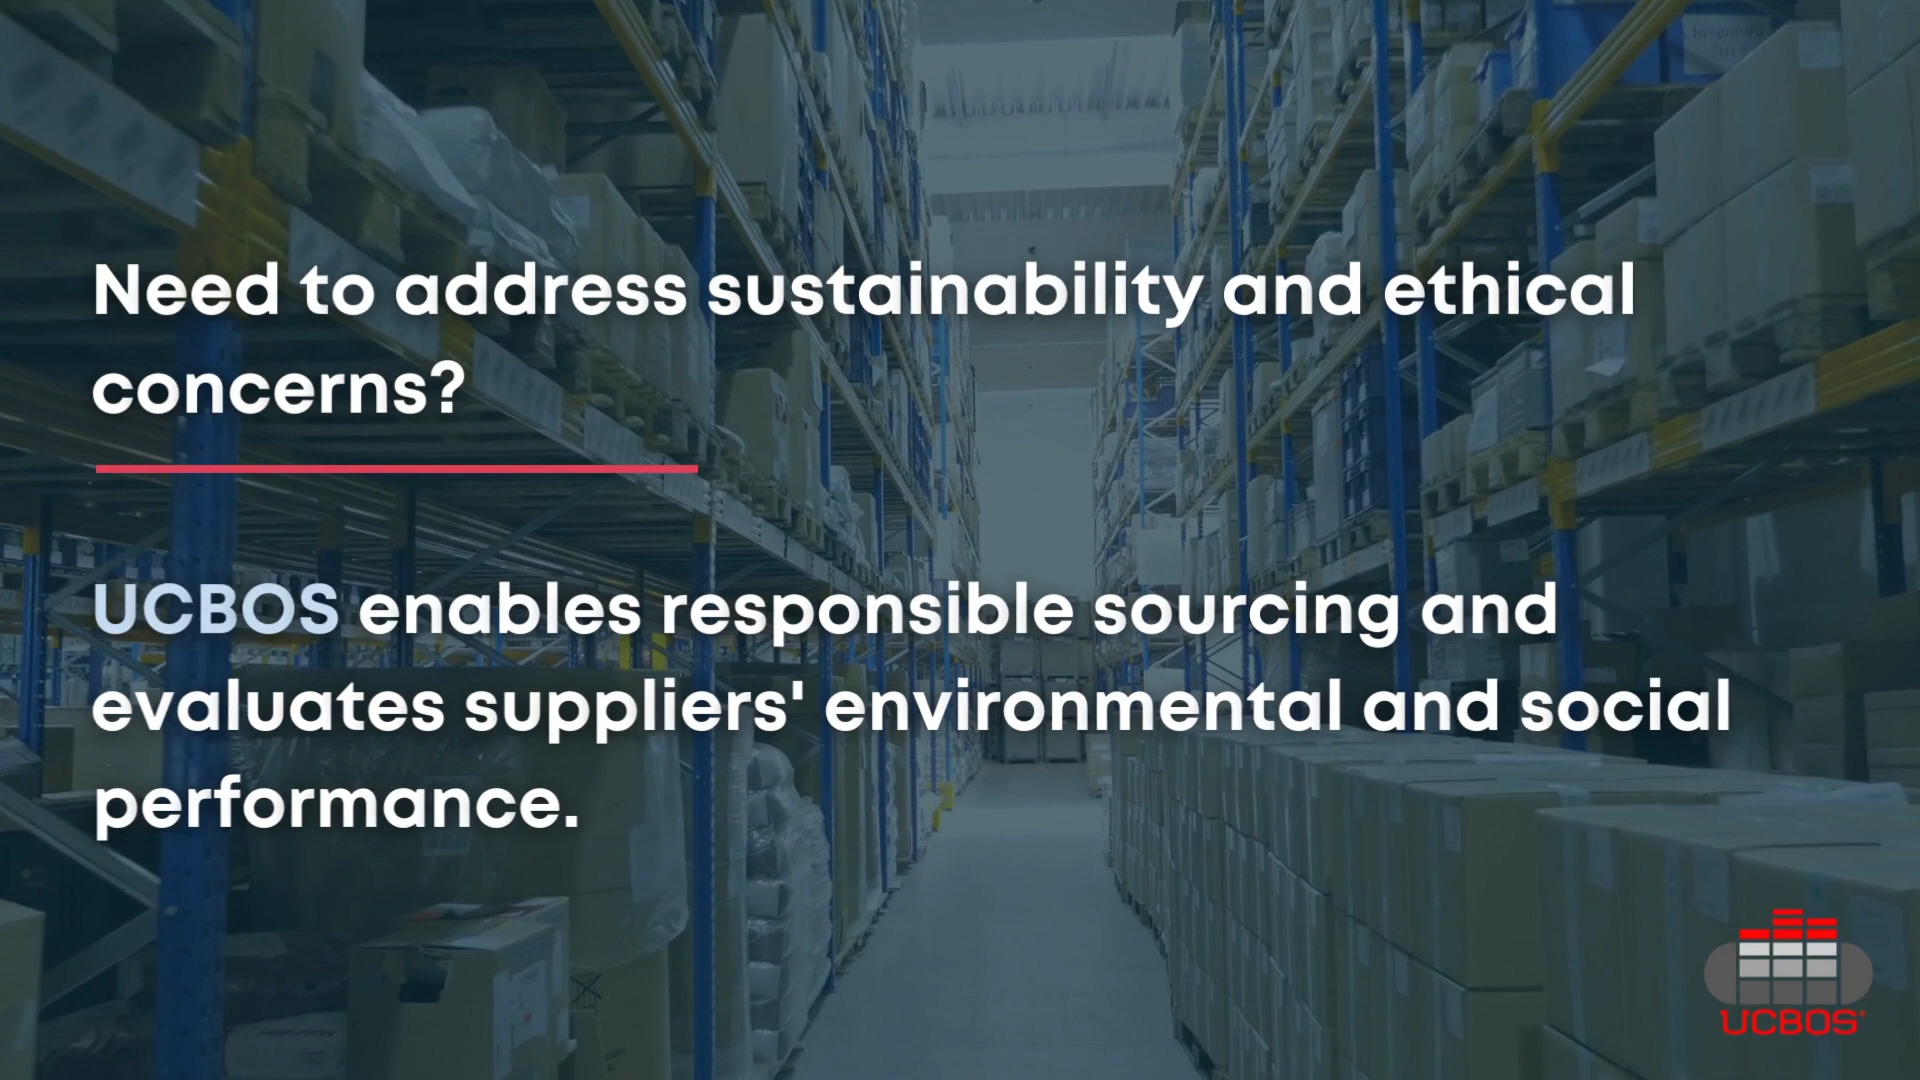 Need to address sustainability and ethical
concerns?
UCBOS enables responsible sourcing and
evaluates suppliers' environmental and social
performance.
UCBOS